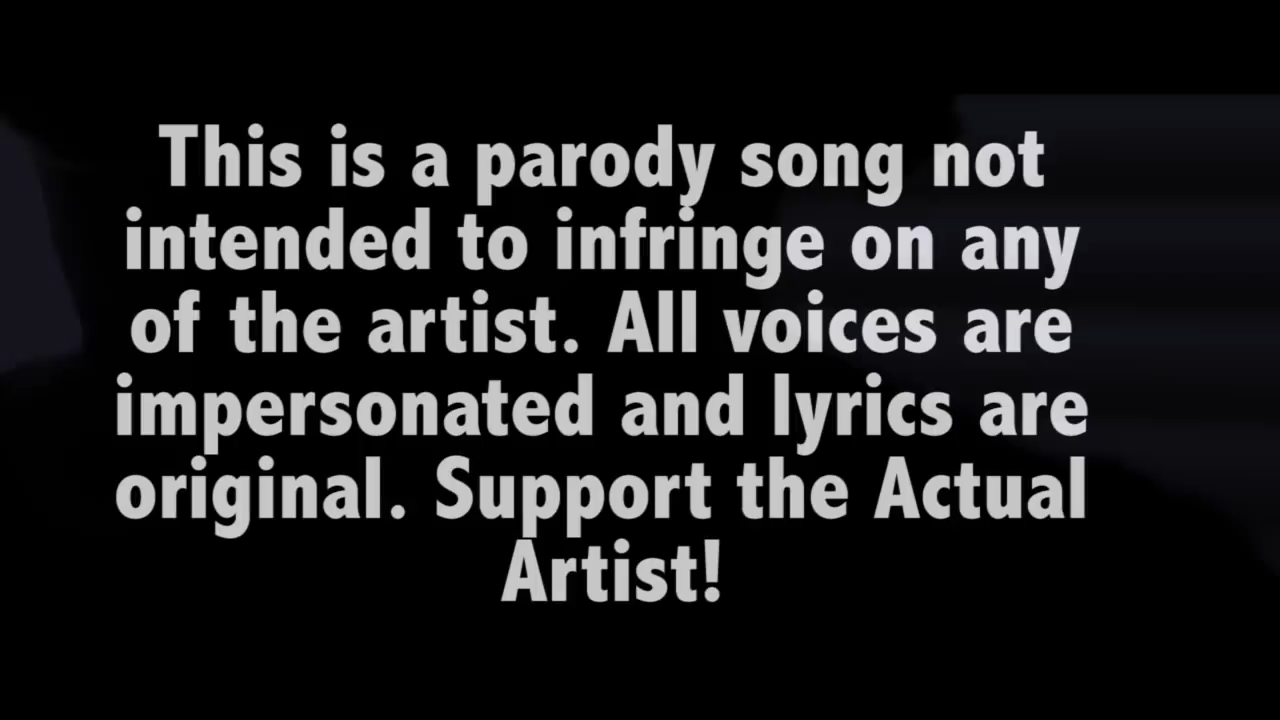 This is a parody song not
intended to infringe on any
of the artist. All voices are
impersonated and lyrics are
original. Support the Actual
Artist!